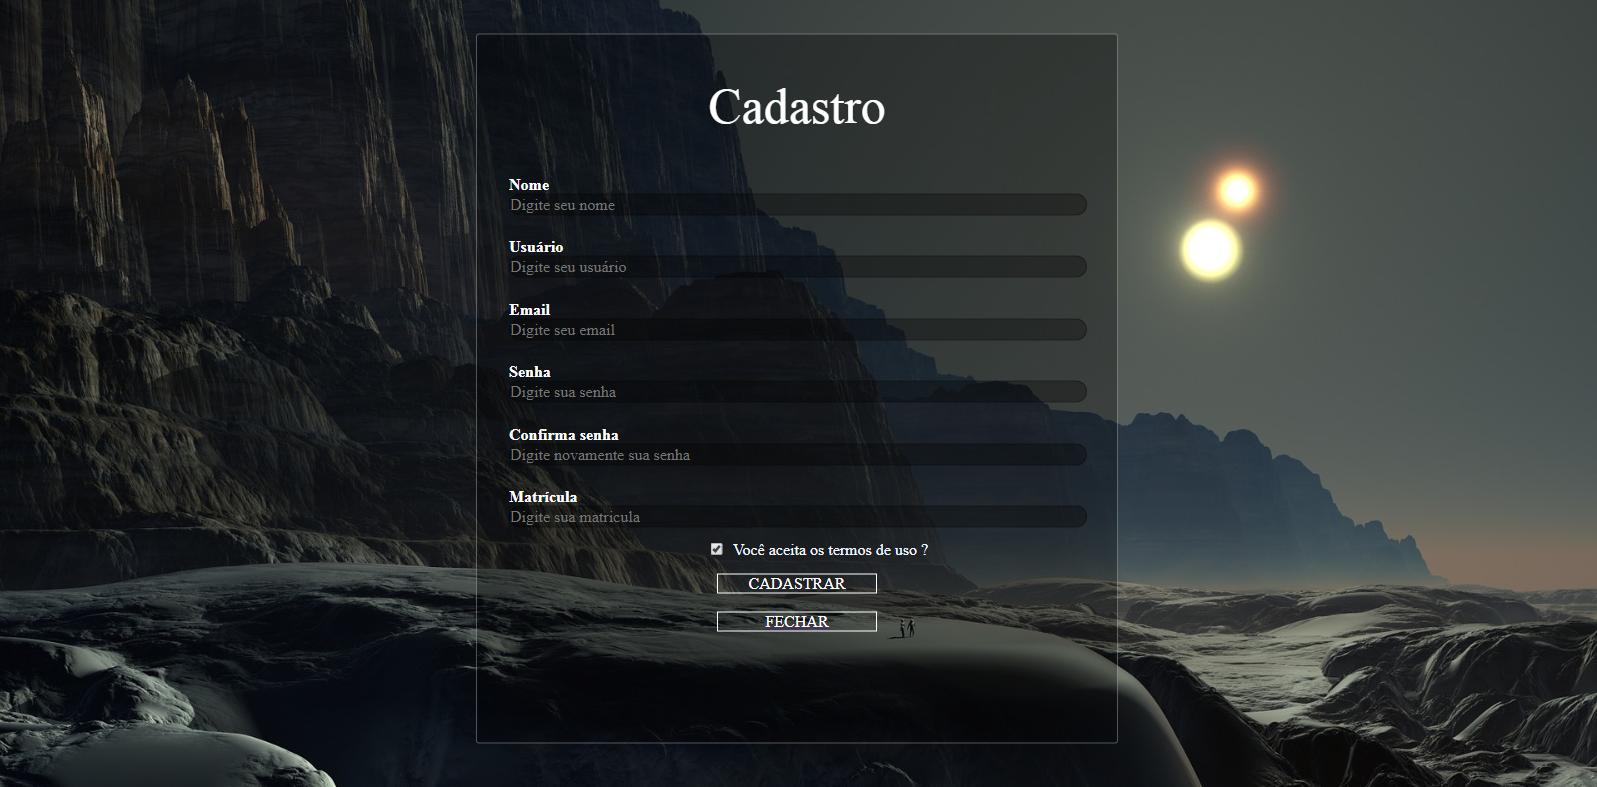 Cadastro
Nome
Digite seu nome
Usuário
Digite seu usuário
Email
Digite seu email
Senha
Digite sua senha
Confirma senha
Digite novamente sua senha
Matrícula
Digite sua matricula
Você aceita os termos de uso ?
CADASTRAR
FECHAR